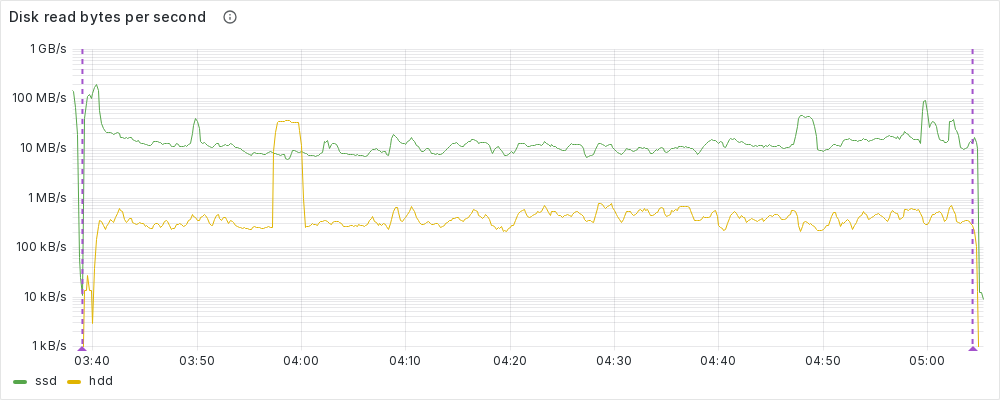 Disk read bytes per second
1 GB/s
100 MB/s
10 MB/s
1 MB/s
100 kB/s
10 kB/s
1 kB/s
03:40 03:50 04:00 04:10 04:20 04:30 04:40 04:50 05:00
ssd hdd